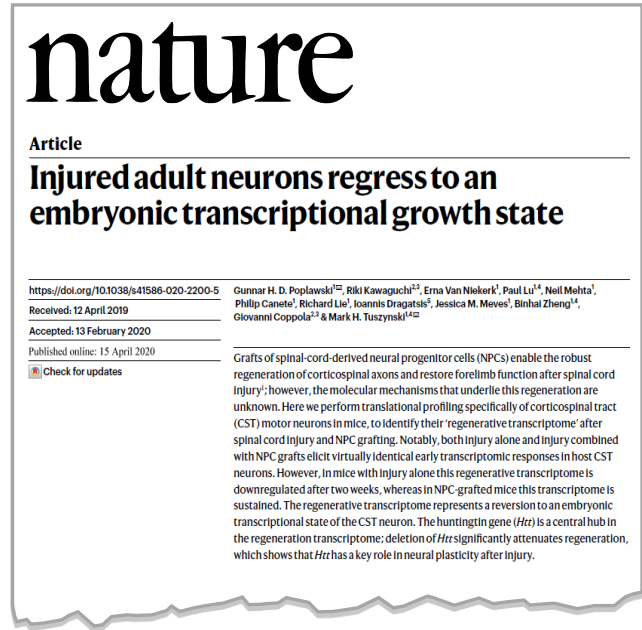 nature
Article
Injured adult neurons regress to an
embryonic transcriptional growth state
https://doi.org/10.1038/s41586-020-2200-5
Received: 12 April 2019
Accepted: 13 February 2020
Published online: 15 April 2020
Check for updates
Gunnar H. D. Poplawski1✉, Riki Kawaguchi2,3, Erna Van Niekerk1, Paul Lu1,4, Neil Mehta1,
Philip Canete1, Richard Lie1, Ioannis Dragatsis5, Jessica M. Meves1, Binhai Zheng1,4,
Giovanni Coppola2,3 & Mark H. Tuszynski1,4✉
Grafts of spinal-cord-derived neural progenitor cells (NPCs) enable the robust
regeneration of corticospinal axons and restore forelimb function after spinal cord
injury1; however, the molecular mechanisms that underlie this regeneration are
unknown. Here we perform translational profiling specifically of corticospinal tract
(CST) motor neurons in mice, to identify their ‘regenerative transcriptome’ after
spinal cord injury and NPC grafting. Notably, both injury alone and injury combined
with NPC grafts elicit virtually identical early transcriptomic responses in host CST
neurons. However, in mice with injury alone this regenerative transcriptome is
downregulated after two weeks, whereas in NPC-grafted mice this transcriptome is
sustained. The regenerative transcriptome represents a reversion to an embryonic
transcriptional state of the CST neuron. The huntingtin gene (Htt) is a central hub in
the regeneration transcriptome; deletion of Htt significantly attenuates regeneration,
which shows that Htt has a key role in neural plasticity after injury.